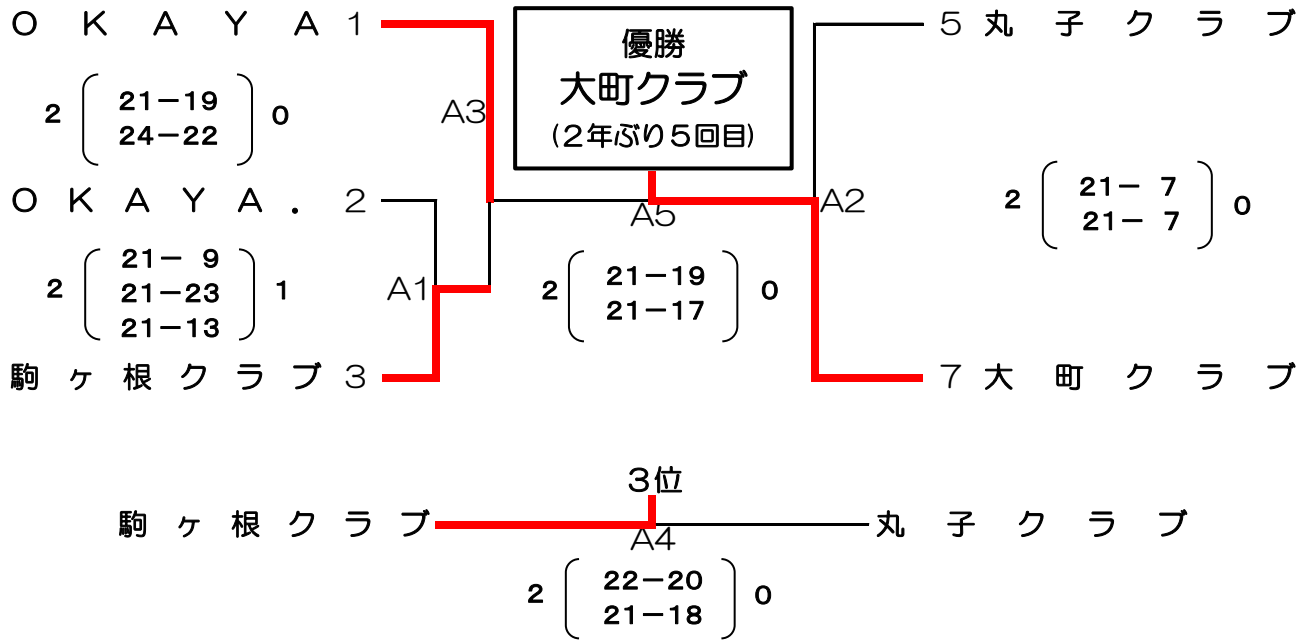 OKAYA 1
優勝
大町クラブ
(2年ぶり5回目)
5 丸子クラブ
A3
2 21-19 0
24-22
OKAYA. 2
A5
A2
2 21- 7 0
21- 7
2 21- 9 1
21-23
21-13
A1
2 21-19 0
21-17
駒ヶ根クラブ 3
7 大町クラブ
3位
駒ヶ根クラブ
丸子クラブ
A4
2 22-20 0
21-18